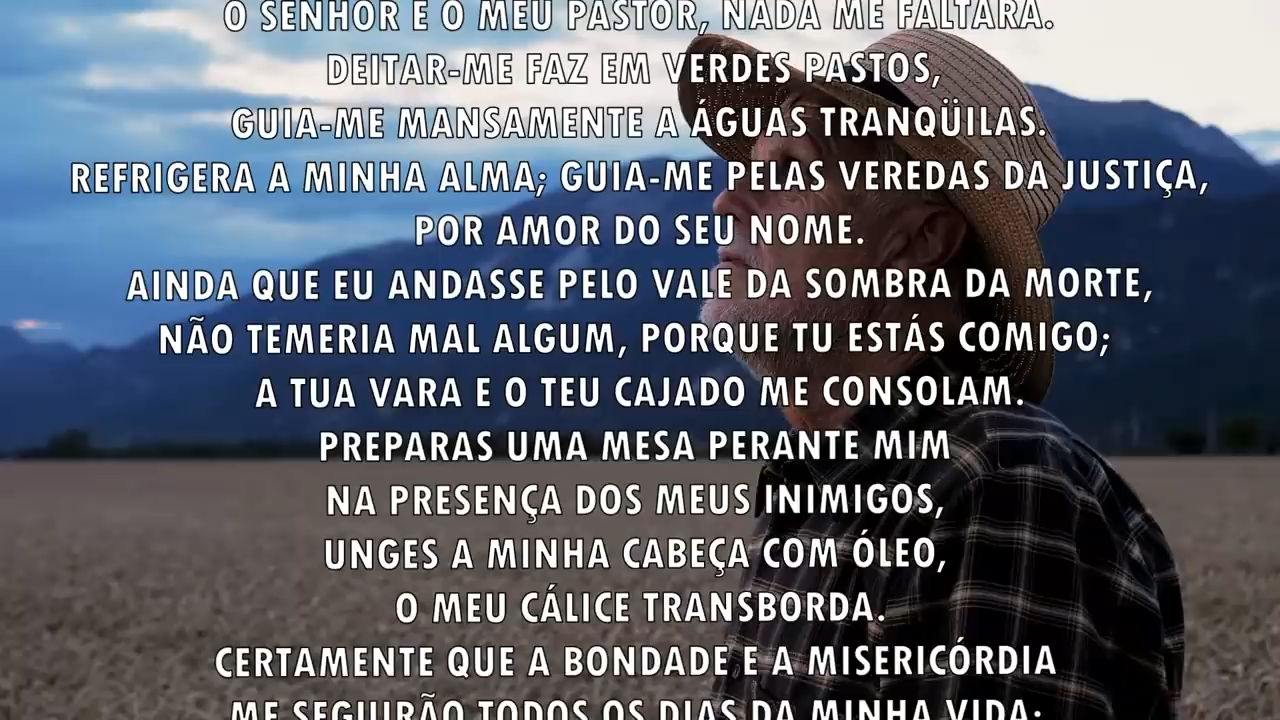 O SENHOR É O MEU PASTOR, NADA ME FALTARÁ.
DEITAR-ME FAZ EM VERDES PASTOS,
GUIA-ME MANSAMENTE A ÁGUAS TRANQÜILAS.
REFRIGERA A MINHA ALMA; GUIA-ME PELAS VEREDAS DA JUSTIÇA,
POR AMOR DO SEU NOME.
AINDA QUE EU ANDASSE PELO VALE DA SOMBRA DA MORTE,
NÃO TEMERIA MAL ALGUM, PORQUE TU ESTÁS COMIGO;
A TUA VARA E O TEU CAJADO ME CONSOLAM.
PREPARAS UMA MESA PERANTE MIM
NA PRESENÇA DOS MEUS INIMIGOS,
UNGES A MINHA CABEÇA COM ÓLEO,
O MEU CÁLICE TRANSBORDA.
CERTAMENTE QUE A BONDADE E A MISERICÓRDIA
ME SEGUIRÃO TODOS OS DIAS DA MINHA VIDA;